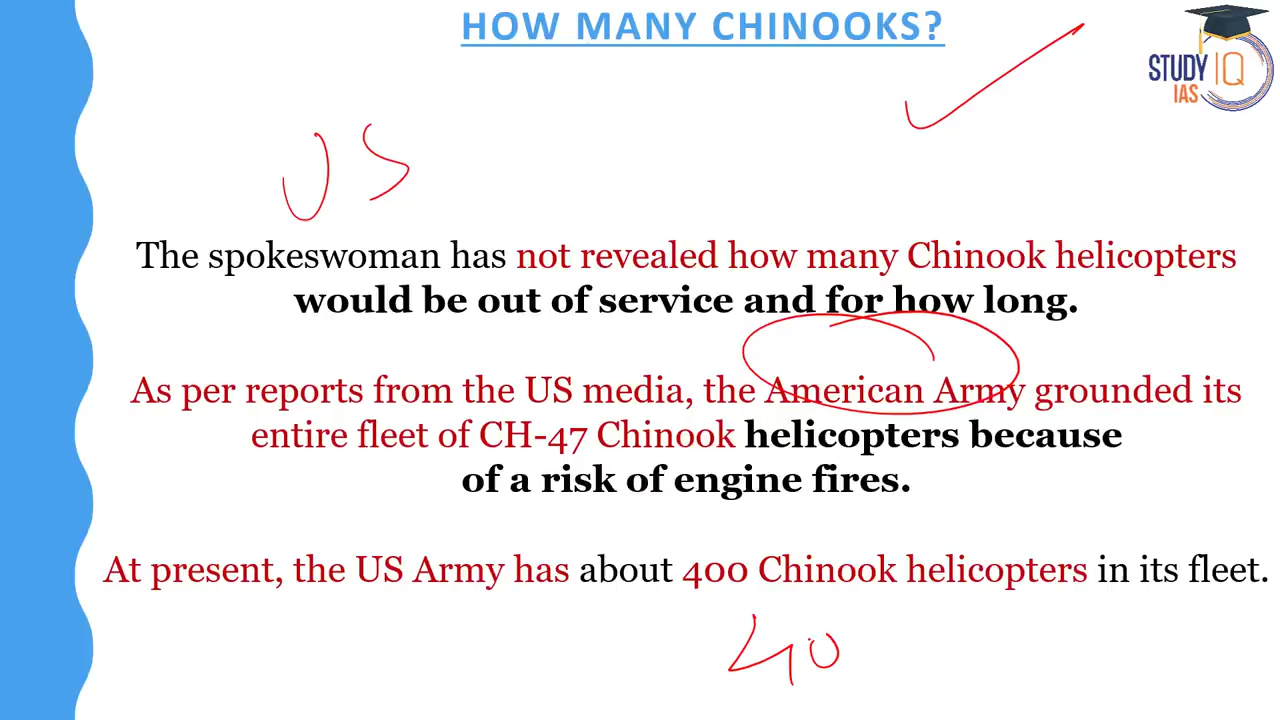 HOW MANY CHINOOKS?
STUDY IQ
IAS
US
The spokeswoman has not revealed how many Chinook helicopters
would be out of service and for how long.
As per reports from the US media, the American Army grounded its
entire fleet of CH-47 Chinook helicopters because
of a risk of engine fires.
At present, the US Army has about 400 Chinook helicopters in its fleet.
40